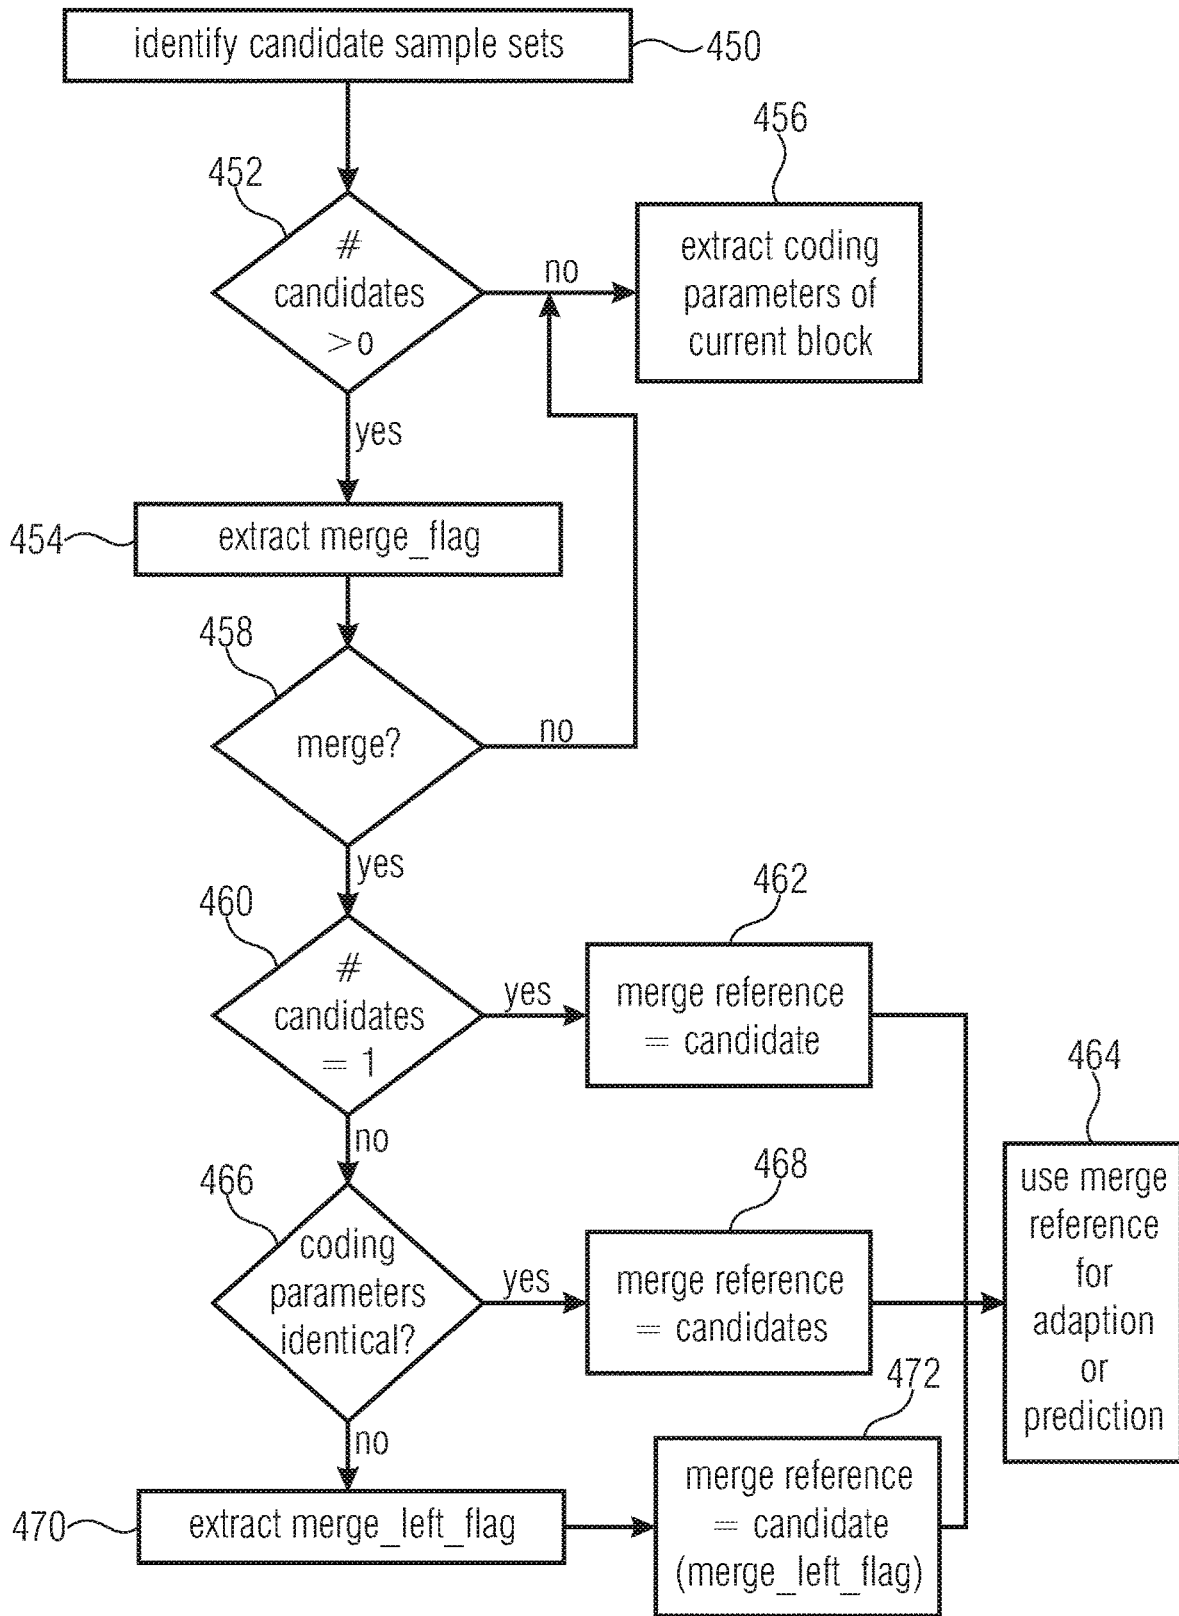 identify candidate sample sets
450
456
452
#
candidates
>o
no
extract coding
parameters of
current block
yes
454
extract merge_flag
458
merge?
no
yes
460
#
candidates
= 1
yes
462
merge reference
= candidate
464
use merge
reference
for
adaption
or
prediction
no
466
coding
parameters
identical?
yes
468
merge reference
= candidates
no
470
extract merge_left_flag
472
merge reference
= candidate
(merge_left_flag)